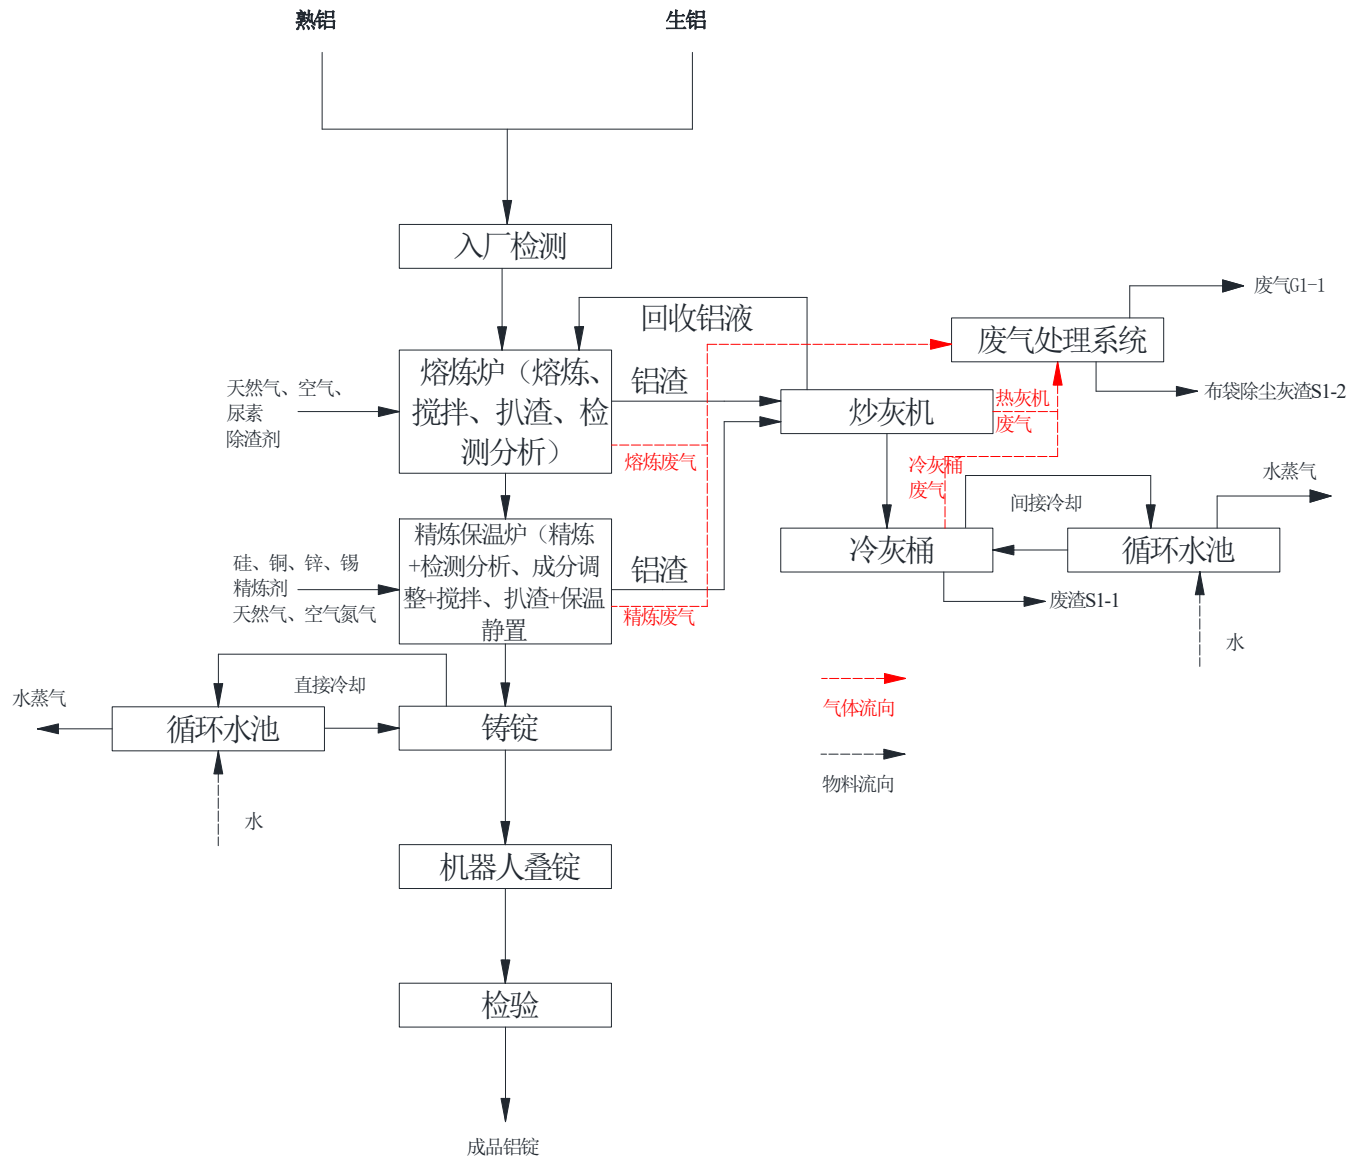 熟铝
生铝
入厂检测
废气G1-1
回收铝液
废气处理系统
熔炼炉（熔炼、
搅拌、扒渣、检
测分析）
天然气、空气、
尿素
除渣剂
铝渣
炒灰机
热灰机
废气
布袋除尘灰渣S1-2
熔炼废气
冷灰桶
废气
水蒸气
间接冷却
精炼保温炉（精炼
+检测分析、成分调
整+搅拌、扒渣+保温
静置
硅、铜、锌、锡
精炼剂
天然气、空气氮气
铝渣
冷灰桶
循环水池
精炼废气
废渣S1-1
水
直接冷却
水蒸气
循环水池
铸锭
气体流向
物料流向
水
机器人叠锭
检验
成品铝锭